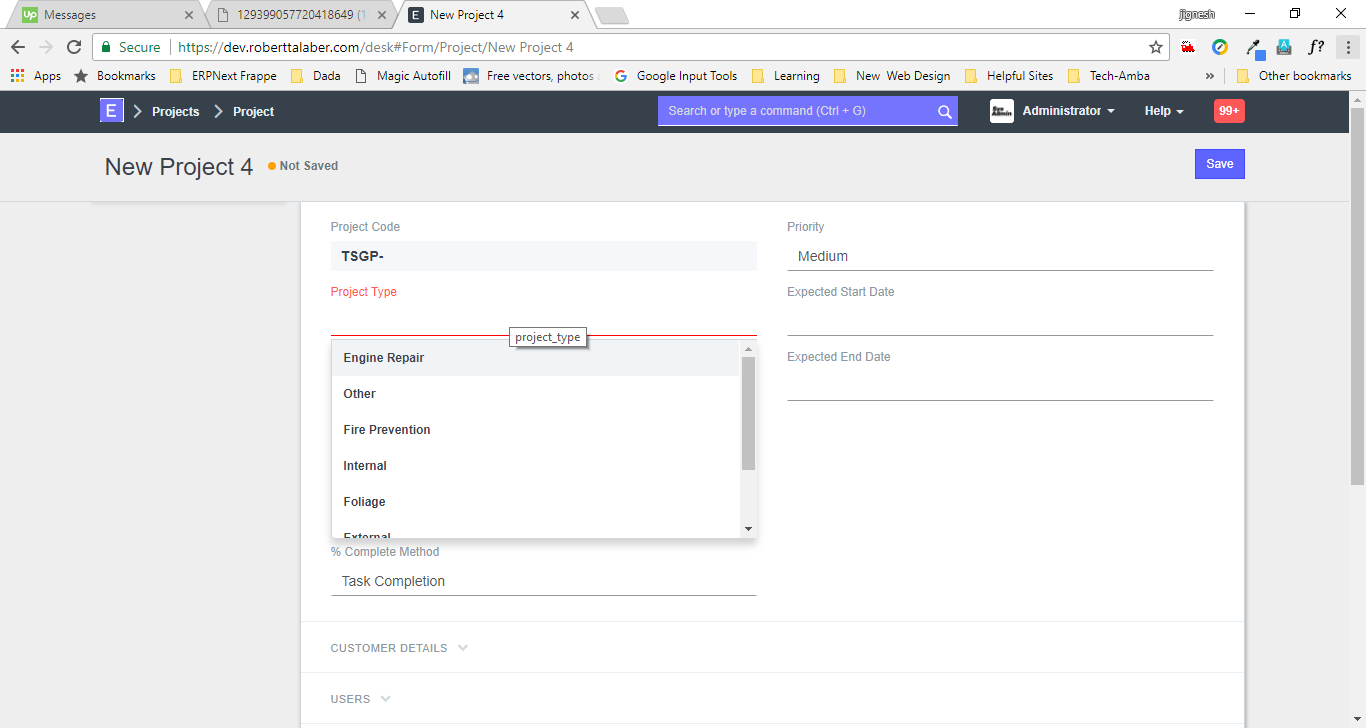 Messages
129399057720418649 (1
New Project 4
jignesh
Secure
https://dev.roberttalaber.com/desk#Form/Project/New Project 4
f?
Apps
Bookmarks
ERPNext Frappe
Dada
Magic Autofill
Free vectors, photos
Google Input Tools
Learning
New Web Design
Helpful Sites
Tech-Amba
»
Other bookmarks
E
Projects
Project
Search or type a command (Ctrl + G)
Administrator
Help
99+
New Project 4
Not Saved
Save
Project Code
TSGP-
Priority
Medium
Project Type
Expected Start Date
project_type
Engine Repair
Other
Fire Prevention
Internal
Foliage
External
Expected End Date
% Complete Method
Task Completion
CUSTOMER DETAILS
USERS